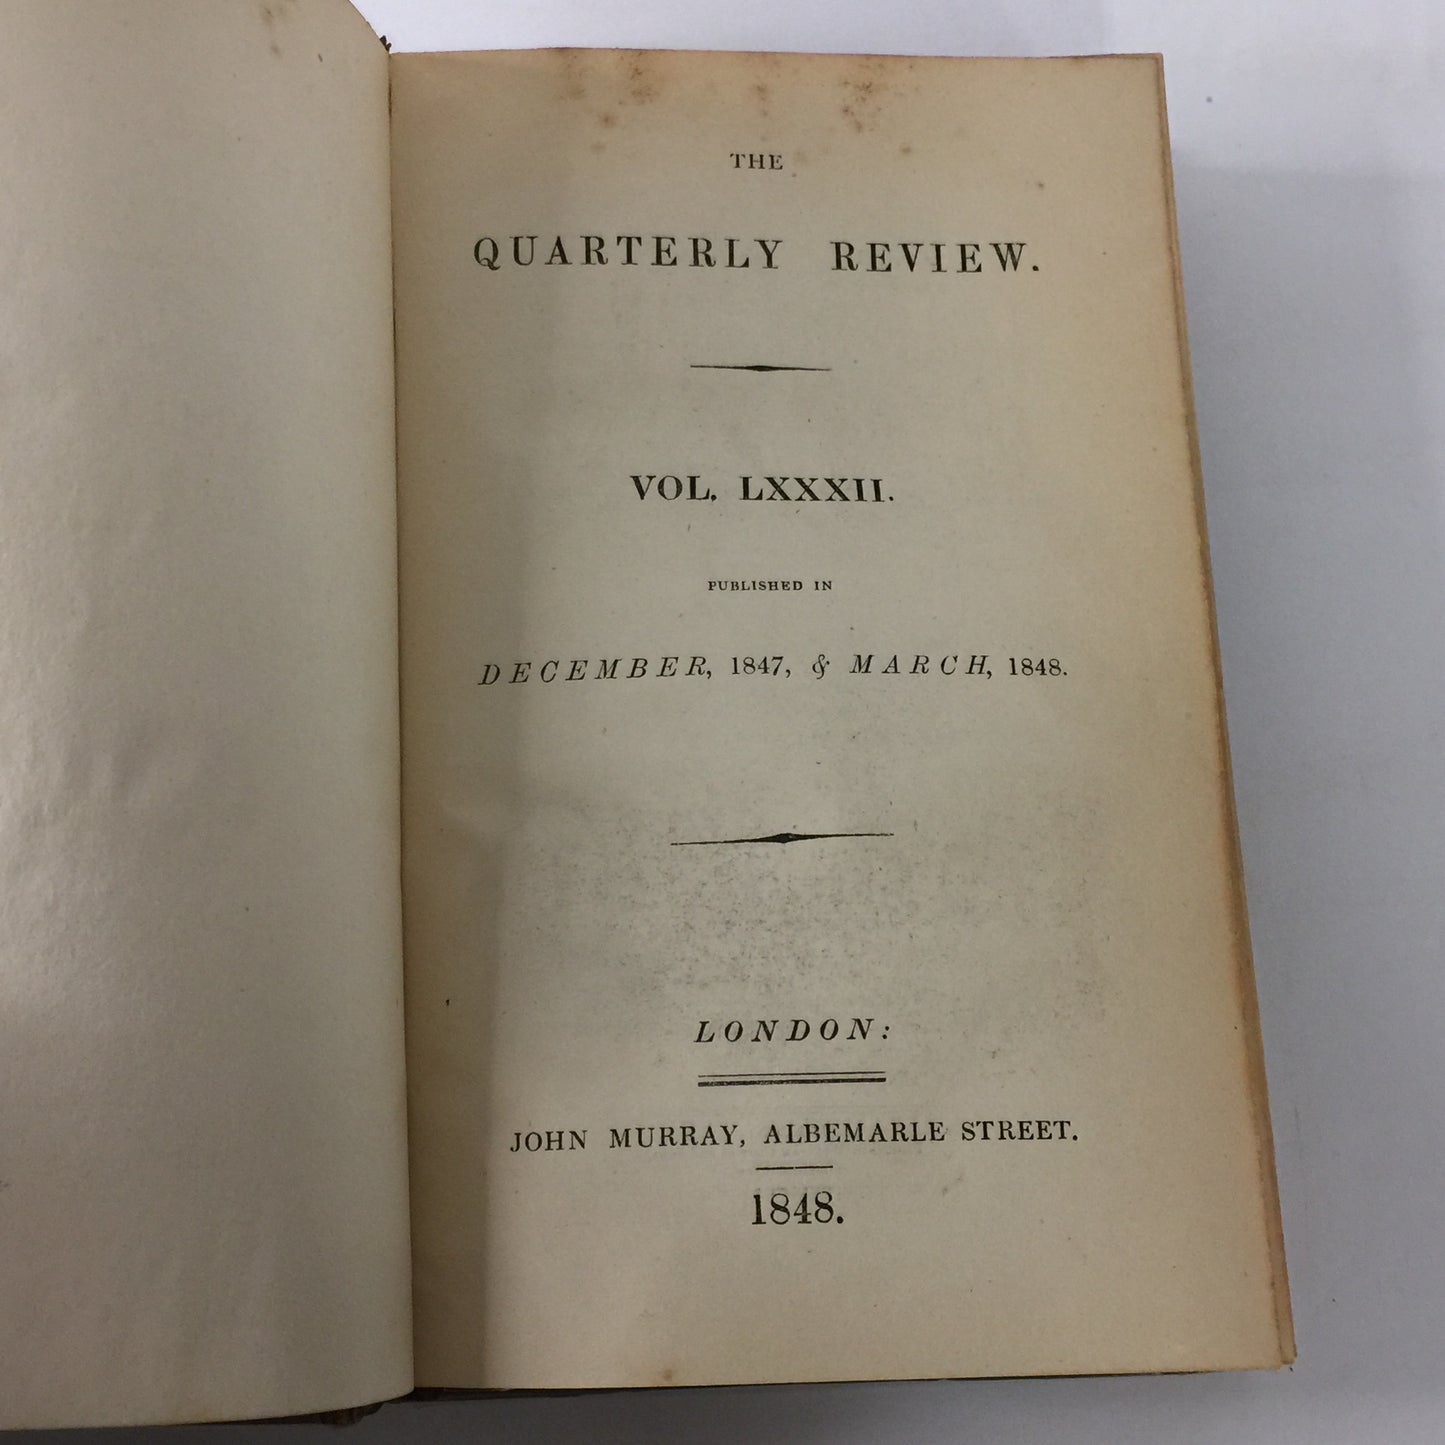 THE
QUARTERLY REVIEW.
VOL. LXXXII.
PUBLISHED IN
DECEMBER, 1847, & MARCH, 1848.
LONDON:
JOHN MURRAY, ALBEMARLE STREET.
1848.